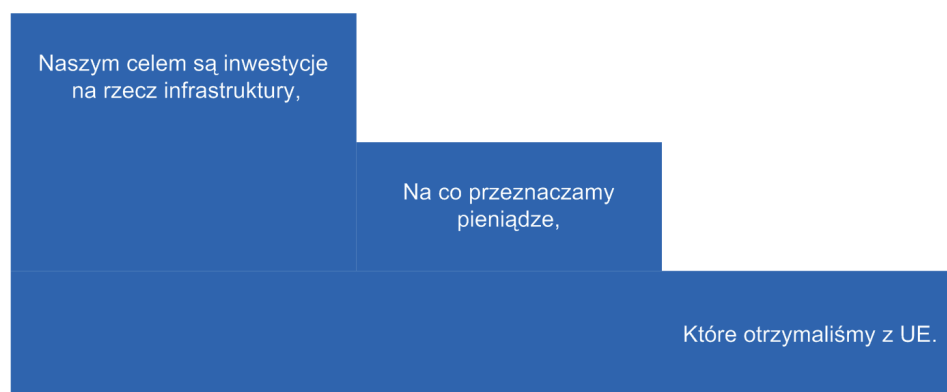 Naszym celem są inwestycje
na rzecz infrastruktury,
Na co przeznaczamy
pieniądze,
Które otrzymaliśmy z UE.